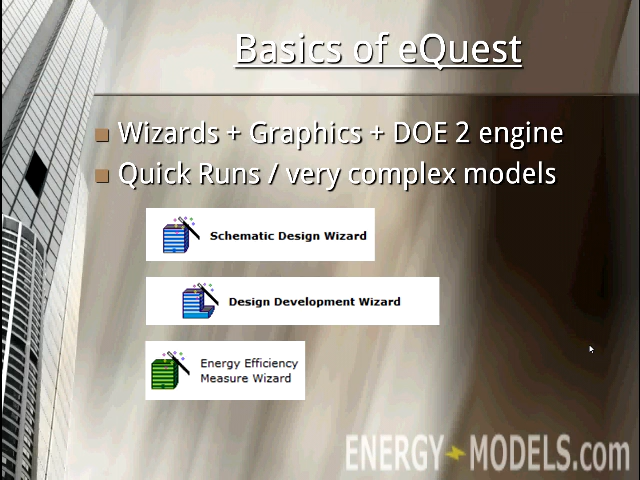 Basics of eQuest
Wizards + Graphics + DOE 2 engine
Quick Runs / very complex models
Schematic Design Wizard
Design Development Wizard
Energy Efficiency
Measure Wizard
ENERGY MODELS.com